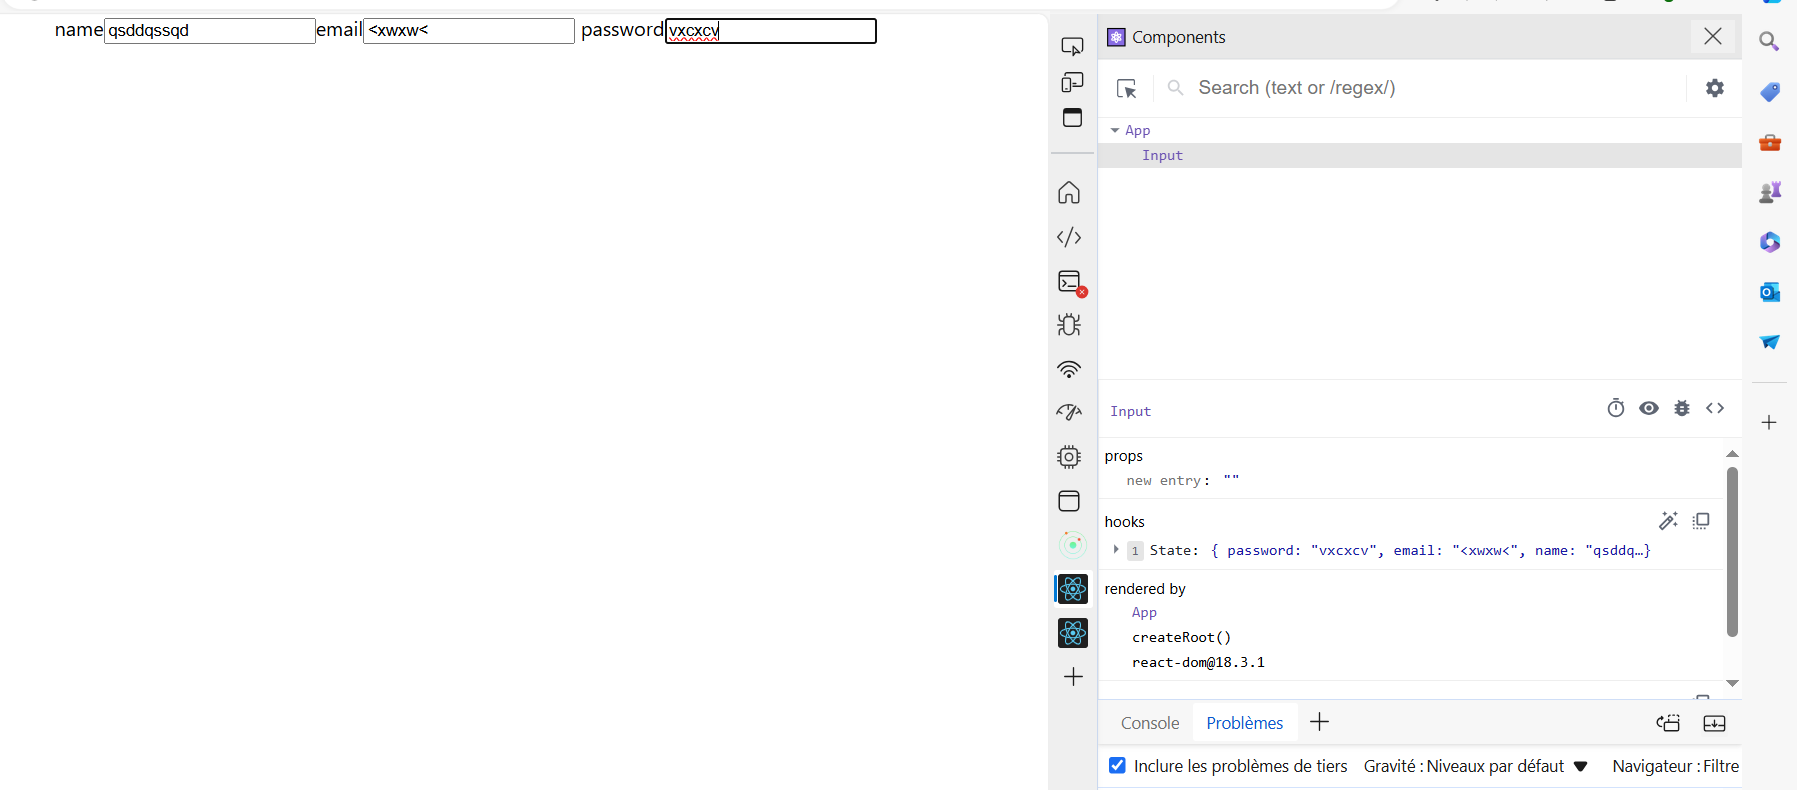 name qsddqssqd email <xwxw< password vxcxcv
Components
Search (text or /regex/)
App
Input
Input
props
new entry: ""
hooks
1 State: { password: "vxcxcv", email: "<xwxw<", name: "qsddq…}
rendered by
App
createRoot()
react-dom@18.3.1
Console Problèmes
Inclure les problèmes de tiers Gravité : Niveaux par défaut Navigateur : Filtre